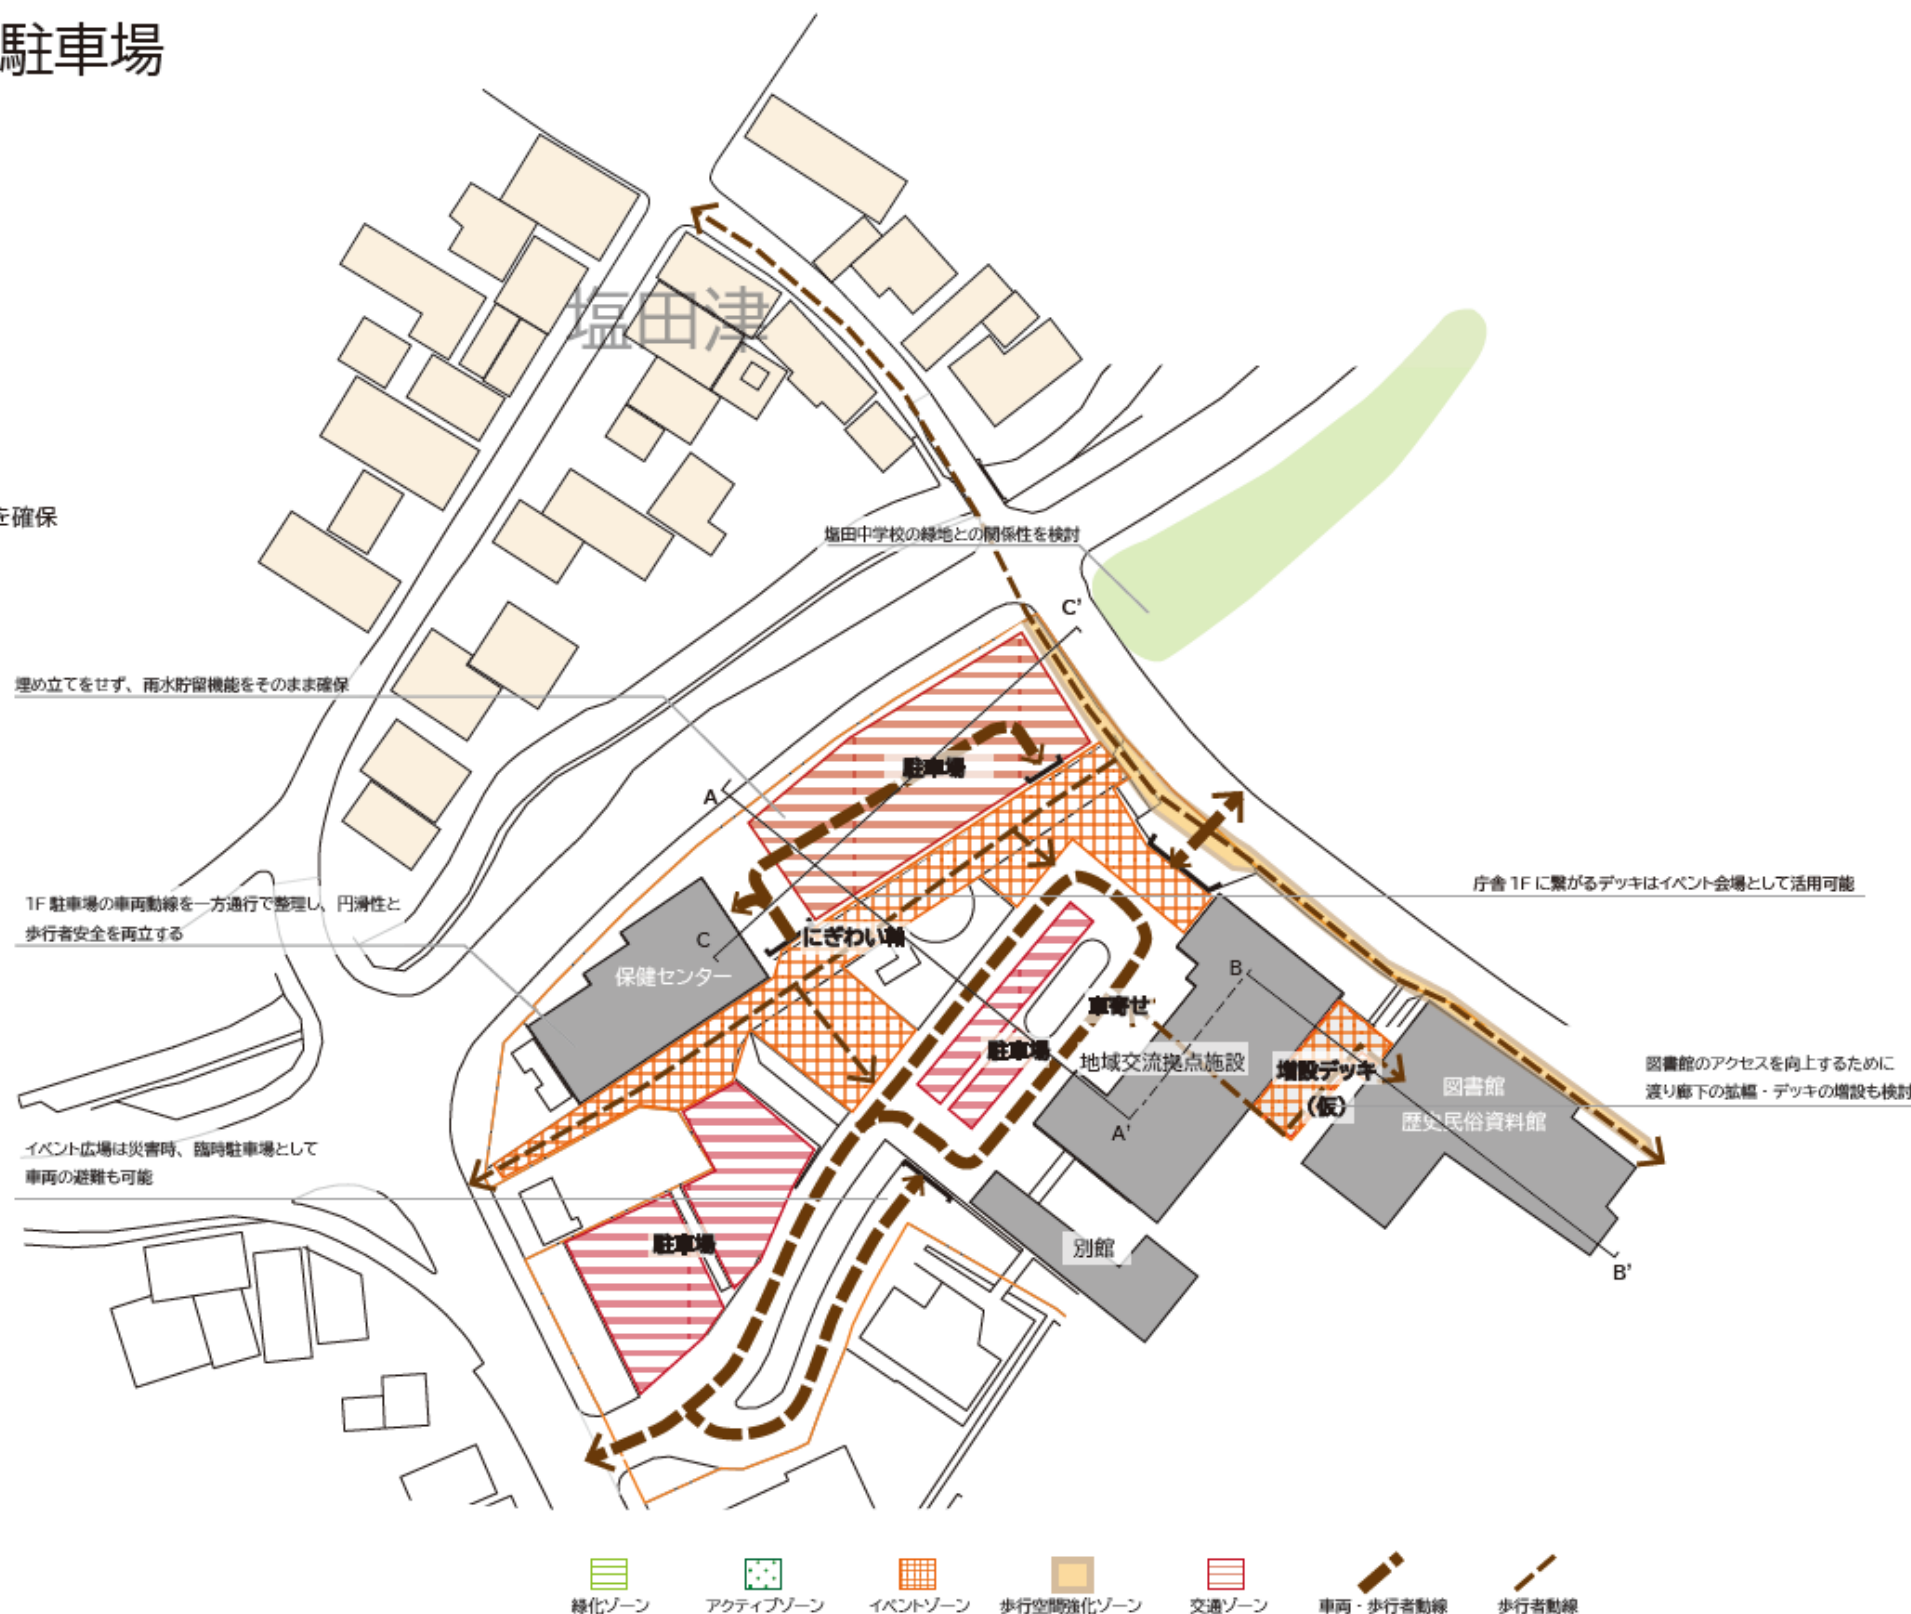 駐車場
塩田津
を確保
塩田中学校の緑地との関係性を検討
C'
埋め立てをせず、雨水貯留機能をそのまま確保
駐車場
A
庁舎1Fに繋がるデッキはイベント会場として活用可能
1F駐車場の車両動線を一方通行で整理し、円滑性と
歩行者安全を両立する
にぎわい軸
C
保健センター
B
車寄せ
駐車場
地域交流拠点施設
増設デッキ
(仮)
図書館
歴史民俗資料館
図書館のアクセスを向上するために
渡り廊下の拡幅・デッキの増設も検討
A'
イベント広場は災害時、臨時駐車場として
車両の避難も可能
駐車場
別館
B'
緑化ゾーン
アクティブゾーン
イベントゾーン
歩行空間強化ゾーン
交通ゾーン
車両・歩行者動線
歩行者動線